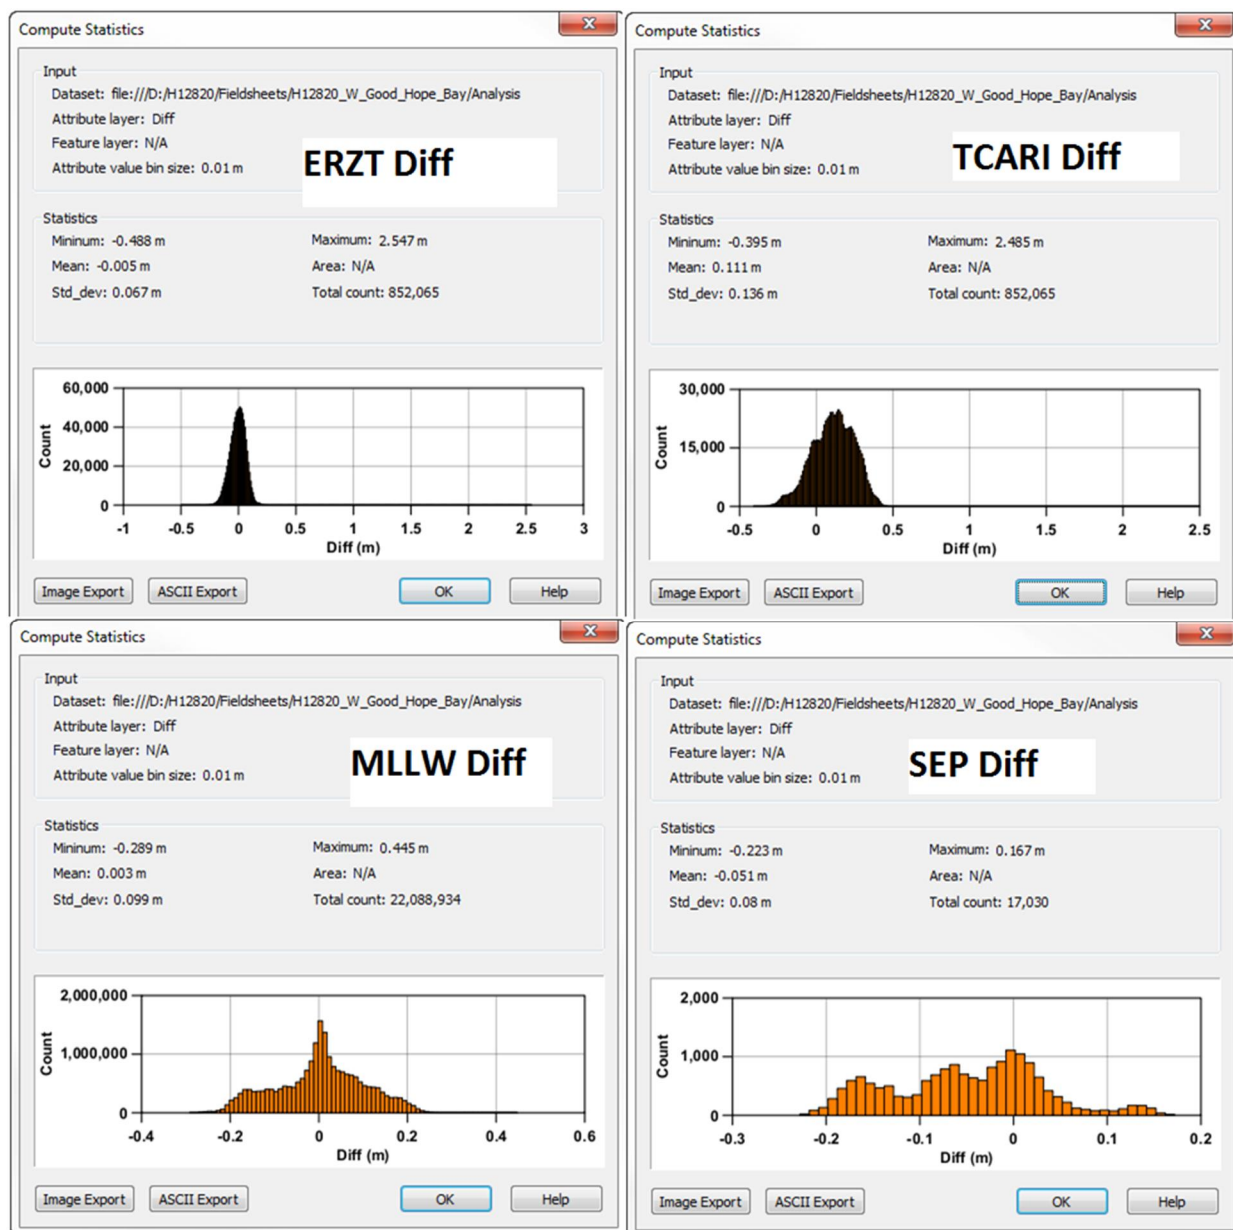 Compute Statistics
Input
Dataset: file:///D:/H12820/Fieldsheets/H12820_W_Good_Hope_Bay/Analysis
Attribute layer: Diff
Feature layer: N/A
Attribute value bin size: 0.01 m
ERZT Diff
Statistics
Mininum: -0.488 m Maximum: 2.547 m
Mean: -0.005 m Area: N/A
Std_dev: 0.067 m Total count: 852,065
60,000
40,000
20,000
0
Count
-1 -0.5 0 0.5 1 1.5 2 2.5 3
Diff (m)
Image Export ASCII Export OK Help
Compute Statistics
Input
Dataset: file:///D:/H12820/Fieldsheets/H12820_W_Good_Hope_Bay/Analysis
Attribute layer: Diff
Feature layer: N/A
Attribute value bin size: 0.01 m
TCARI Diff
Statistics
Mininum: -0.395 m Maximum: 2.485 m
Mean: 0.111 m Area: N/A
Std_dev: 0.136 m Total count: 852,065
30,000
15,000
0
Count
-0.5 0 0.5 1 1.5 2 2.5
Diff (m)
Image Export ASCII Export OK Help
Compute Statistics
Input
Dataset: file:///D:/H12820/Fieldsheets/H12820_W_Good_Hope_Bay/Analysis
Attribute layer: Diff
Feature layer: N/A
Attribute value bin size: 0.01 m
MLLW Diff
Statistics
Mininum: -0.289 m Maximum: 0.445 m
Mean: 0.003 m Area: N/A
Std_dev: 0.099 m Total count: 22,088,934
2,000,000
1,000,000
0
Count
-0.4 -0.2 0 0.2 0.4 0.6
Diff (m)
Image Export ASCII Export OK Help
Compute Statistics
Input
Dataset: file:///D:/H12820/Fieldsheets/H12820_W_Good_Hope_Bay/Analysis
Attribute layer: Diff
Feature layer: N/A
Attribute value bin size: 0.01 m
SEP Diff
Statistics
Mininum: -0.223 m Maximum: 0.167 m
Mean: -0.051 m Area: N/A
Std_dev: 0.08 m Total count: 17,030
2,000
1,000
0
Count
-0.3 -0.2 -0.1 0 0.1 0.2
Diff (m)
Image Export ASCII Export OK Help